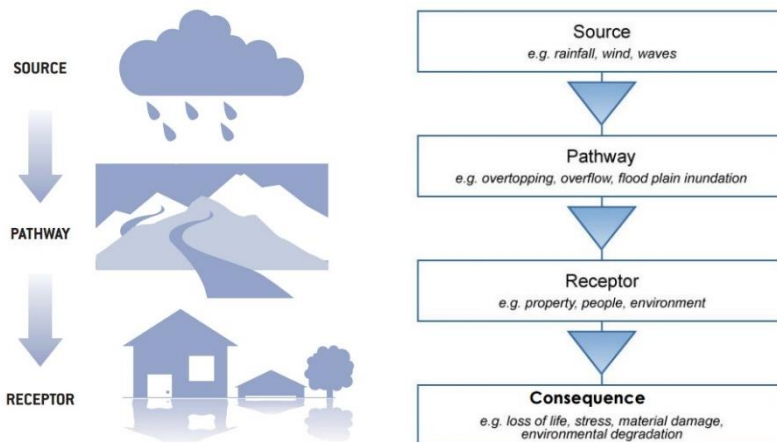 SOURCE
PATHWAY
RECEPTOR
Source
e.g. rainfall, wind, waves
Pathway
e.g. overtopping, overflow, flood plain inundation
Receptor
e.g. property, people, environment
Consequence
e.g. loss of life, stress, material damage,
environmental degradation